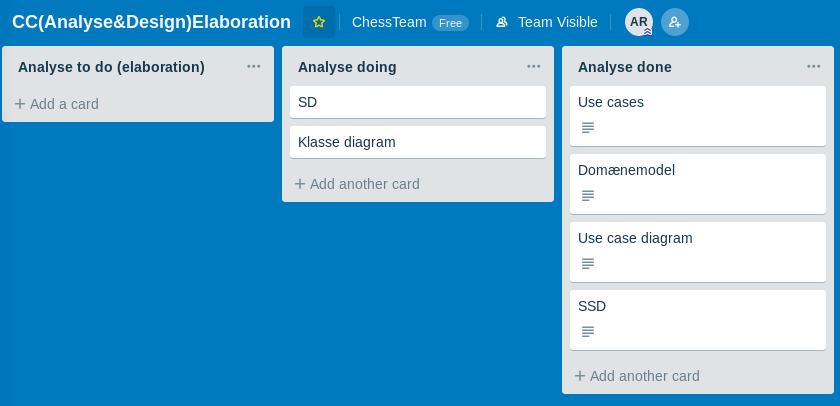 CC(Analyse&Design)Elaboration
ChessTeam Free
Team Visible
AR
Analyse to do (elaboration)
Add a card
Analyse doing
SD
Klasse diagram
Add another card
Analyse done
Use cases
Domænemodel
Use case diagram
SSD
Add another card